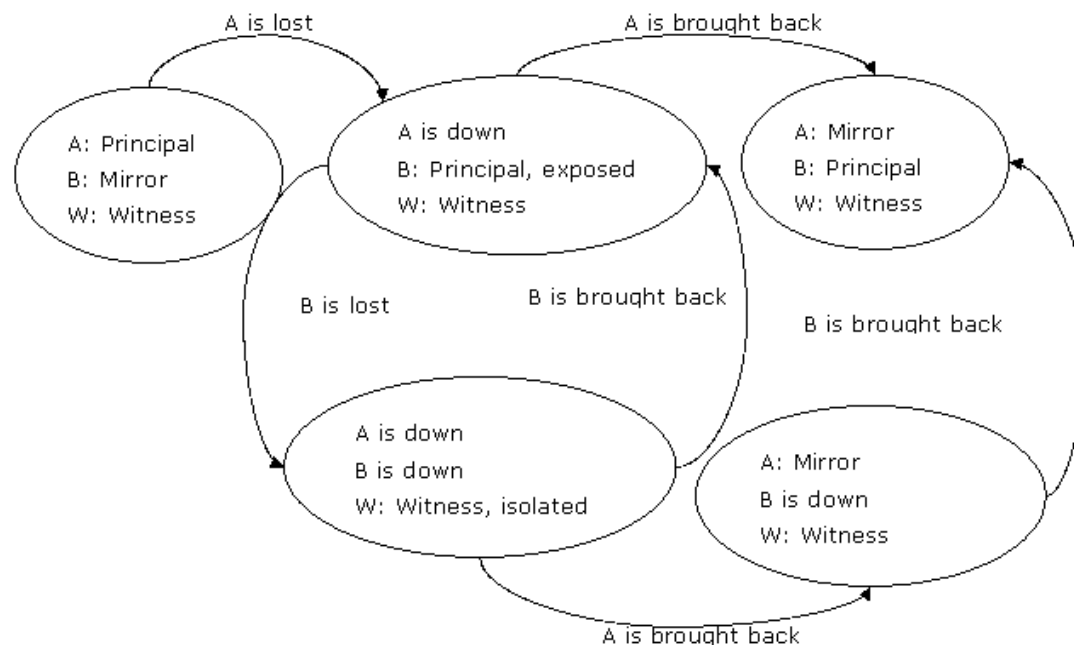 A is lost
A is brought back
A: Principal
B: Mirror
W: Witness
A is down
B: Principal, exposed
W: Witness
A: Mirror
B: Principal
W: Witness
B is lost
B is brought back
B is brought back
A is down
B is down
W: Witness, isolated
A: Mirror
B is down
W: Witness
A is brought back